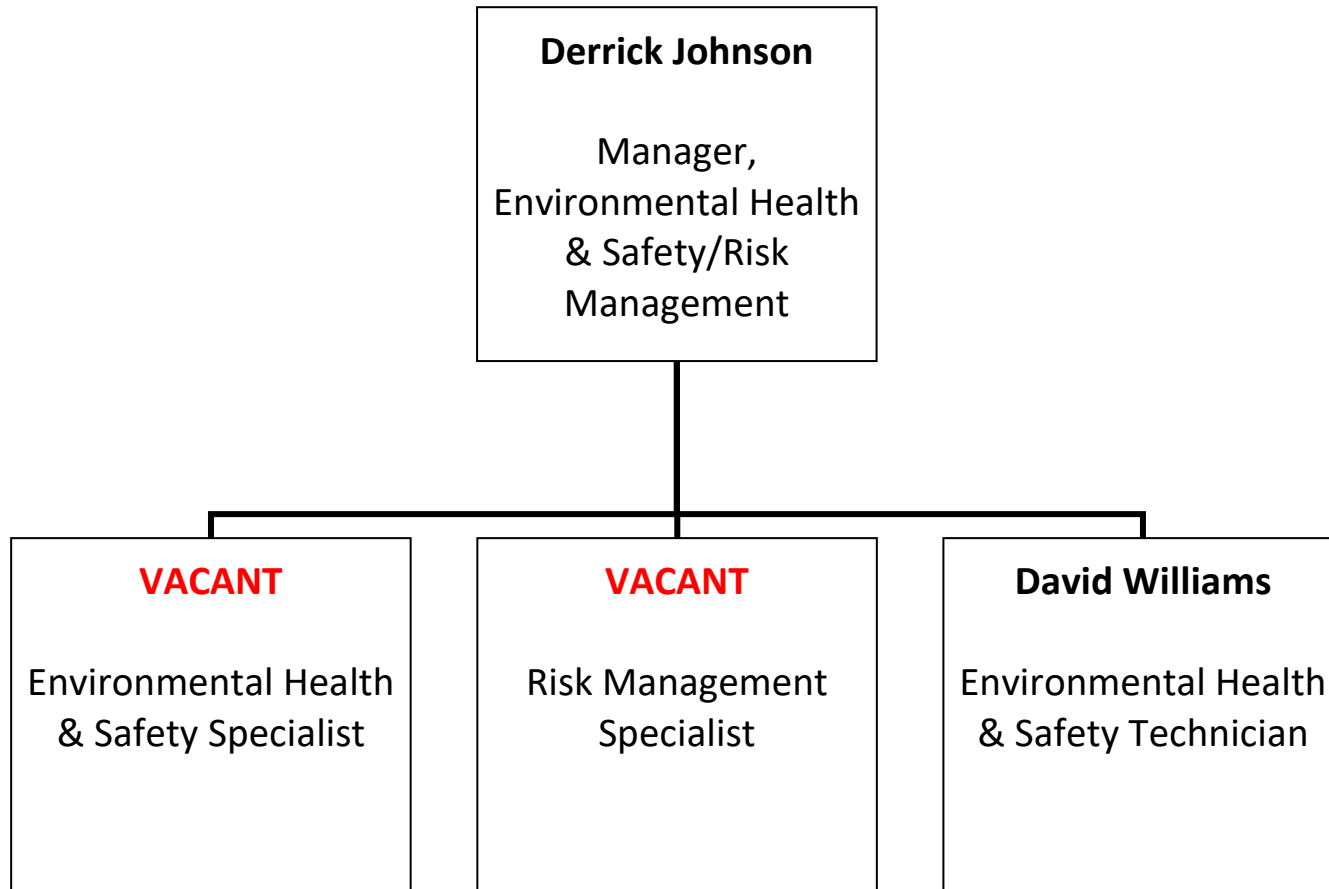 Derrick Johnson
Manager,
Environmental Health
& Safety/Risk
Management
VACANT
Environmental Health
& Safety Specialist
VACANT
Risk Management
Specialist
David Williams
Environmental Health
& Safety Technician